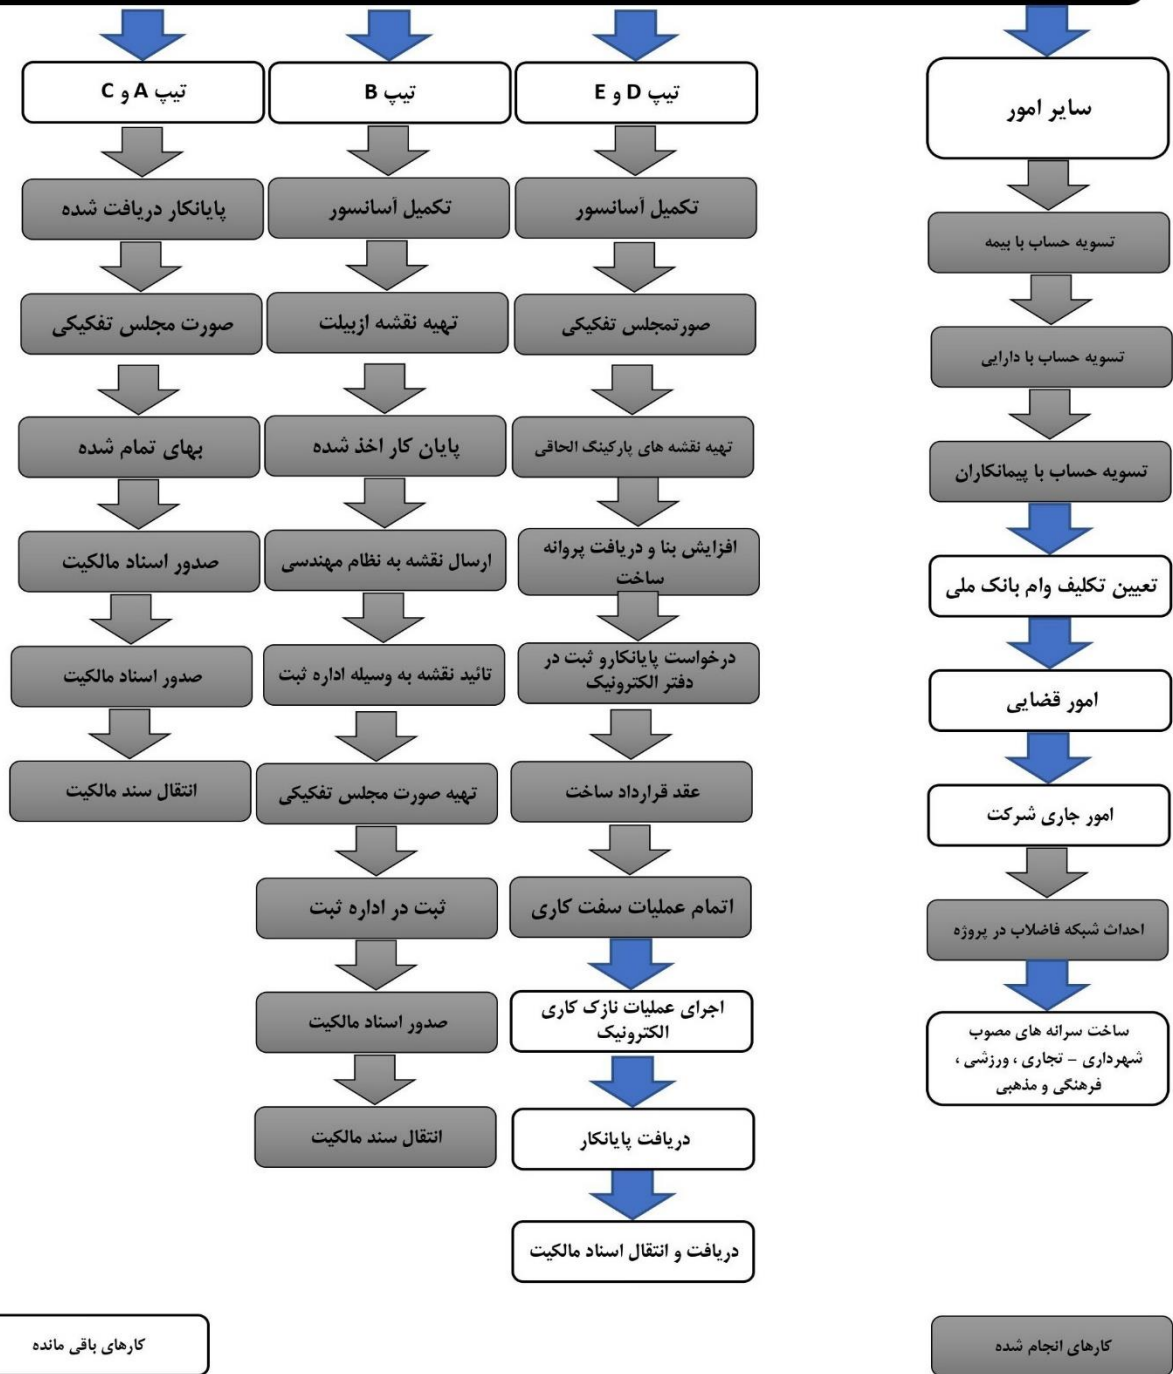 سایر امور
تسویه حساب با بیمه
تسویه حساب با دارایی
تسویه حساب با پیمانکاران
تعیین تکلیف وام بانک ملی
امور قضایی
امور جاری شرکت
احداث شبکه فاضلاب در پروژه
ساخت سرانه های مصوب
شهرداری – تجاری ، ورزشی ،
فرهنگی و مذهبی
تیپ D و E
تکمیل آسانسور
صورتمجلس تفکیکی
تهیه نقشه های پارکینگ الحاقی
افزایش بنا و دریافت پروانه
ساخت
درخواست پایانکارو ثبت در
دفتر الکترونیک
عقد قرارداد ساخت
اتمام عملیات سفت کاری
اجرای عملیات نازک کاری
الکترونیک
دریافت پایانکار
دریافت و انتقال اسناد مالکیت
تیپ B
تکمیل آسانسور
تهیه نقشه ازبیلت
پایان کار اخذ شده
ارسال نقشه به نظام مهندسی
تائید نقشه به وسیله اداره ثبت
تهیه صورت مجلس تفکیکی
ثبت در اداره ثبت
صدور اسناد مالکیت
انتقال سند مالکیت
تیپ A و C
پایانکار دریافت شده
صورت مجلس تفکیکی
بهای تمام شده
صدور اسناد مالکیت
صدور اسناد مالکیت
انتقال سند مالکیت
کارهای انجام شده
کارهای باقی مانده